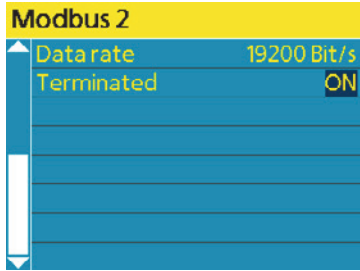 Modbus 2
Data rate 19200 Bit/s
Terminated ON